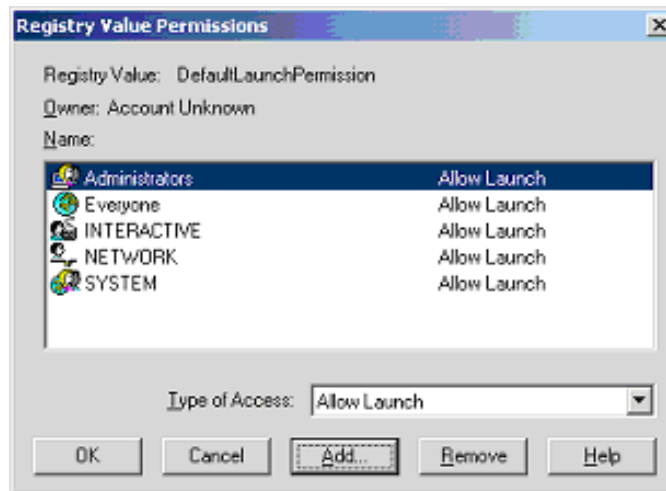 Registry Value Permissions
Registry Value: DefaultLaunchPermission
Owner: Account Unknown
Name:
Administrators Allow Launch
Everyone Allow Launch
INTERACTIVE Allow Launch
NETWORK Allow Launch
SYSTEM Allow Launch
Type of Access: Allow Launch
OK Cancel Add... Remove Help